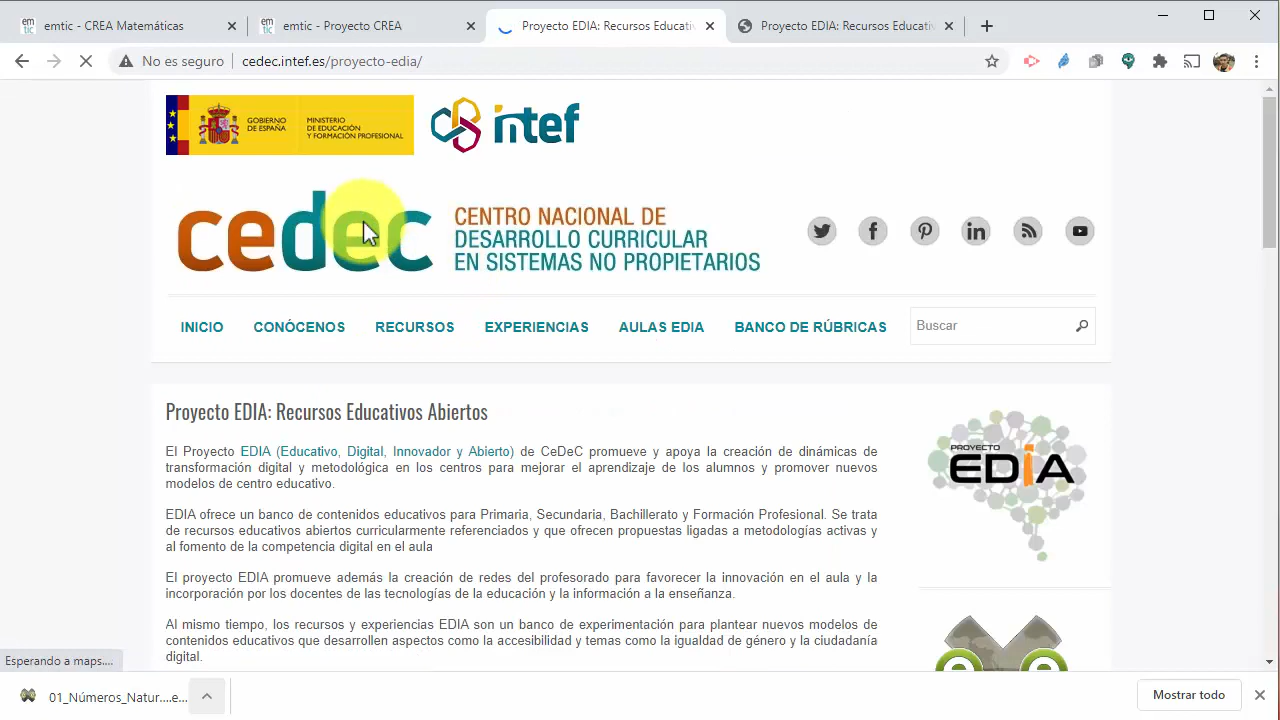 em
tic
emtic - CREA Matemáticas
em
tic
emtic - Proyecto CREA
Proyecto EDIA: Recursos Educativ
Proyecto EDIA: Recursos Educativ
No es seguro
cedec.intef.es/proyecto-edia/
GOBIERNO
DE ESPAÑA
MINISTERIO
DE EDUCACIÓN
Y FORMACIÓN PROFESIONAL
intef
cedec
CENTRO NACIONAL DE
DESARROLLO CURRICULAR
EN SISTEMAS NO PROPIETARIOS
INICIO
CONÓCENOS
RECURSOS
EXPERIENCIAS
AULAS EDIA
BANCO DE RÚBRICAS
Buscar
Proyecto EDIA: Recursos Educativos Abiertos
El Proyecto EDIA (Educativo, Digital, Innovador y Abierto) de CeDeC promueve y apoya la creación de dinámicas de
transformación digital y metodológica en los centros para mejorar el aprendizaje de los alumnos y promover nuevos
modelos de centro educativo.
EDIA ofrece un banco de contenidos educativos para Primaria, Secundaria, Bachillerato y Formación Profesional. Se trata
de recursos educativos abiertos curricularmente referenciados y que ofrecen propuestas ligadas a metodologías activas y
al fomento de la competencia digital en el aula
El proyecto EDIA promueve además la creación de redes del profesorado para favorecer la innovación en el aula y la
incorporación por los docentes de las tecnologías de la educación y la información a la enseñanza.
Al mismo tiempo, los recursos y experiencias EDIA son un banco de experimentación para plantear nuevos modelos de
contenidos educativos que desarrollen aspectos como la accesibilidad y temas como la igualdad de género y la ciudadanía
digital.
PROYECTO
EDIA
Esperando a maps....
01_Números_Natur....e...
Mostrar todo